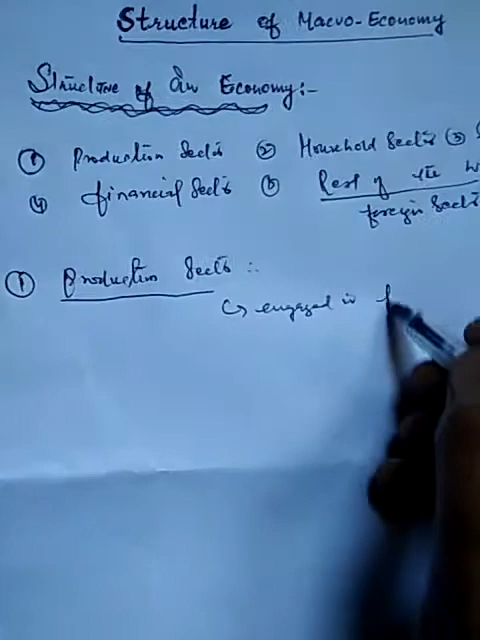 Structure of Macro-Economy
Structure of an Economy:-
① Production Sector ② Household Sector ③
④ financial Sector ⑤ Rest of the
foreign Sector
① Production Sector :-
↳ engaged in